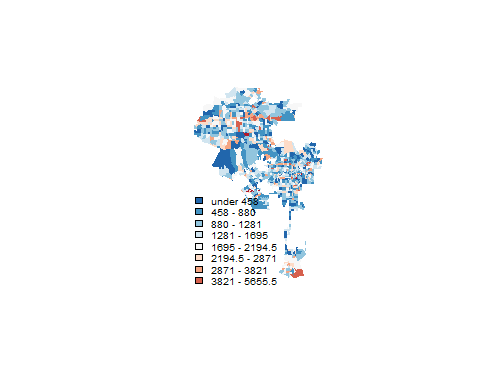 under 458
458 - 880
880 - 1281
1281 - 1695
1695 - 2194.5
2194.5 - 2871
2871 - 3821
3821 - 5655.5